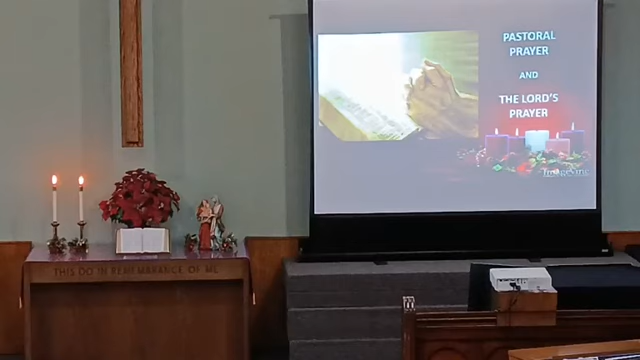 PASTORAL
PRAYER
AND
THE LORD'S
PRAYER
THIS DO IN REMEMBRANCE OF ME